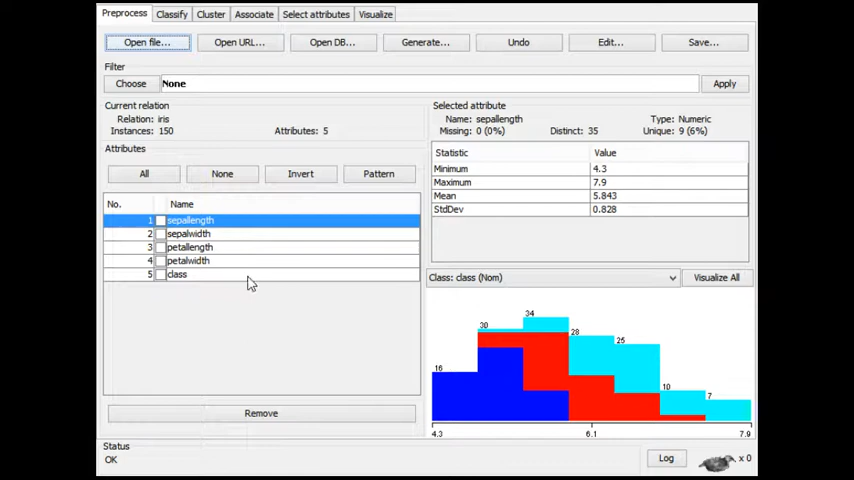 Preprocess Classify Cluster Associate Select attributes Visualize
Open file... Open URL... Open DB... Generate... Undo Edit... Save...
Filter
Choose None Apply
Current relation
Relation: iris
Instances: 150 Attributes: 5
Attributes
All None Invert Pattern
No. Name
1 sepallength
2 sepalwidth
3 petallength
4 petalwidth
5 class
Remove
Status
OK
Selected attribute
Name: sepallength Type: Numeric
Missing: 0 (0%) Distinct: 35 Unique: 9 (6%)
Statistic Value
Minimum 4.3
Maximum 7.9
Mean 5.843
StdDev 0.828
Class: class (Nom) Visualize All
16 30 34 28 25 10 7
4.3 6.1 7.9
Log x 0